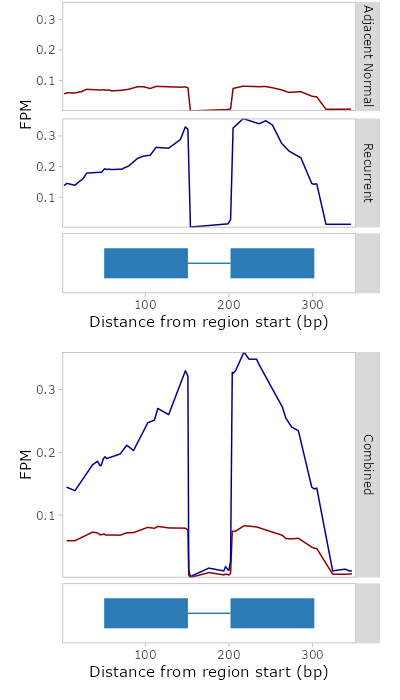 0.3
0.2
0.1
Adjacent Normal
FPM
0.3
0.2
0.1
Recurrent
100
200
300
Distance from region start (bp)
0.3
0.2
0.1
FPM
Combined
100
200
300
Distance from region start (bp)